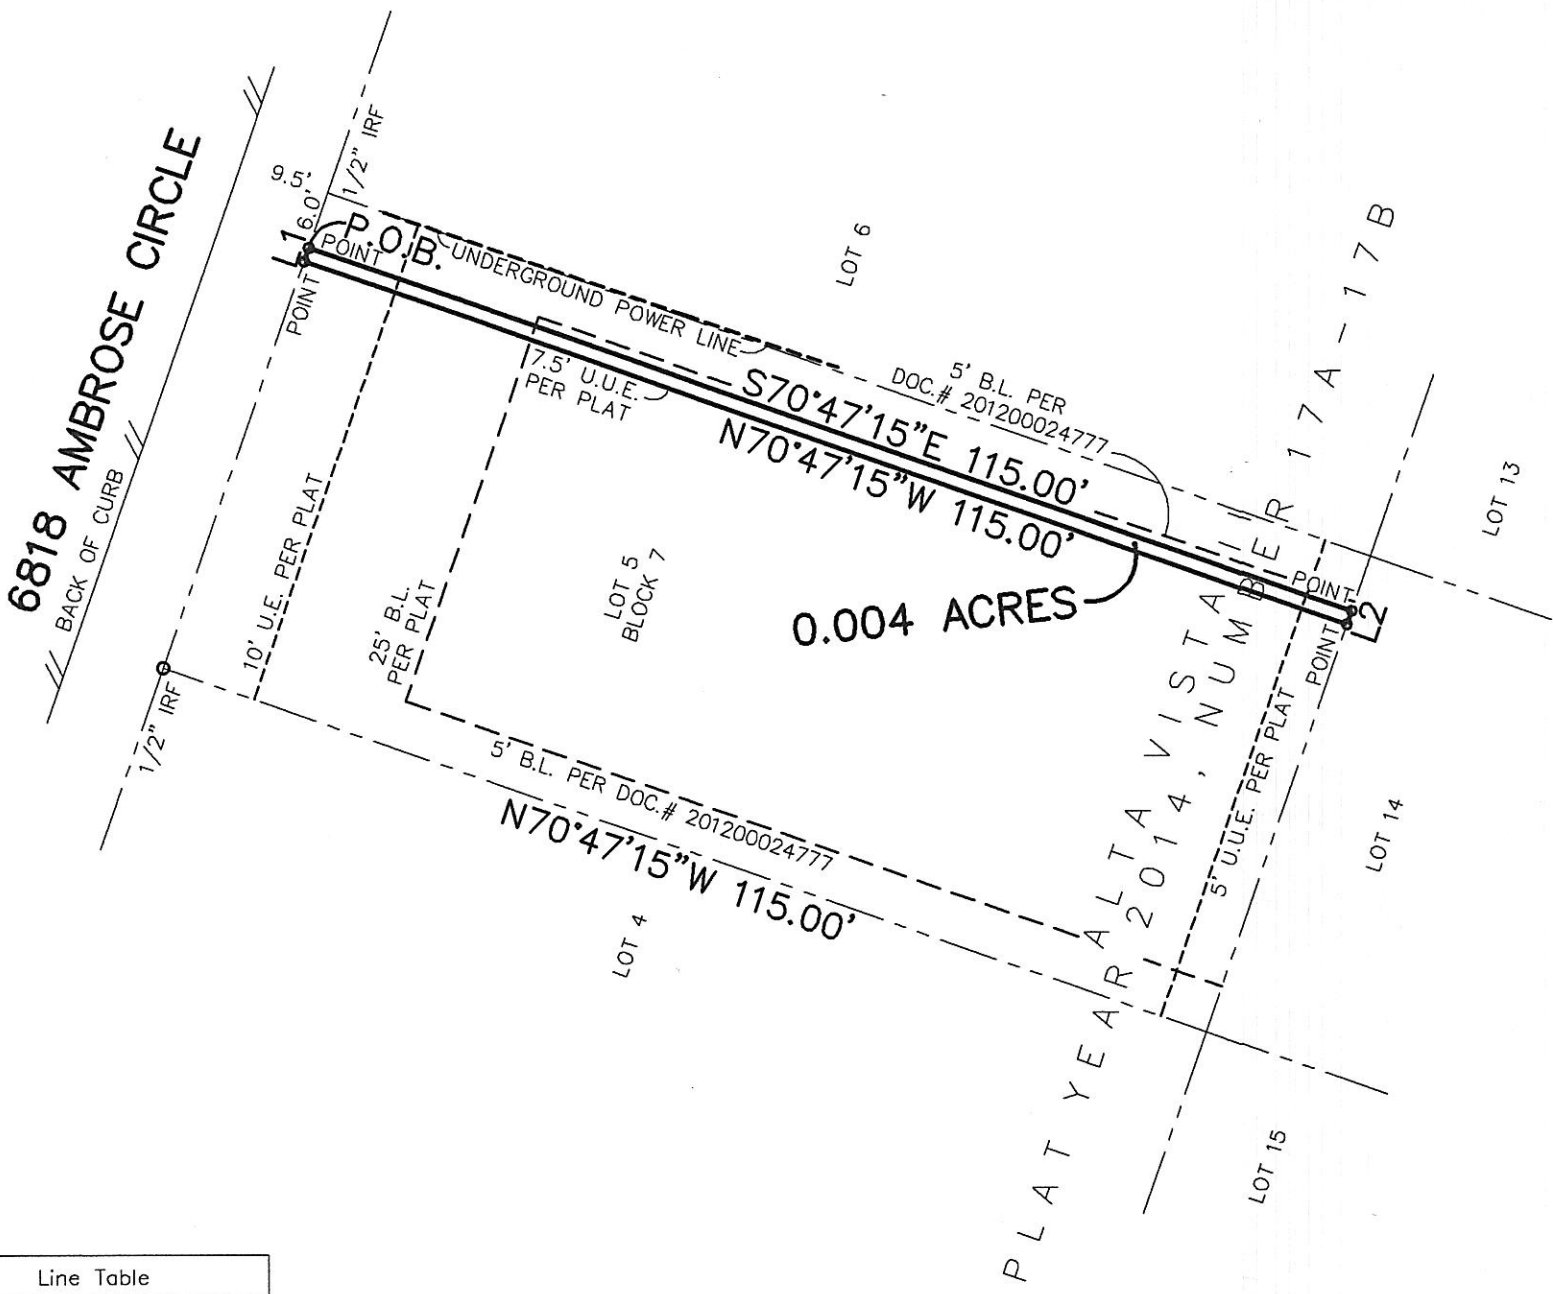 6818 AMBROSE CIRCLE
BACK OF CURB
9.5'
6.0'
1/2" IRF
L1
P.O.B.
POINT
POINT
UNDERGROUND POWER LINE
LOT 6
7.5' U.U.E.
PER PLAT
5' B.L. PER
DOC.# 201200024777
S70°47'15"E 115.00'
N70°47'15"W 115.00'
0.004 ACRES
LOT 13
POINT
POINT
L2
10' U.E. PER PLAT
25' B.L.
PER PLAT
LOT 5
BLOCK 7
1/2" IRF
5' B.L. PER DOC.# 201200024777
N70°47'15"W 115.00'
LOT 4
ALTA VISTA II
PLAT YEAR 2014, NUMBER 17A-17B
5' U.U.E. PER PLAT
LOT 14
LOT 15
Line Table